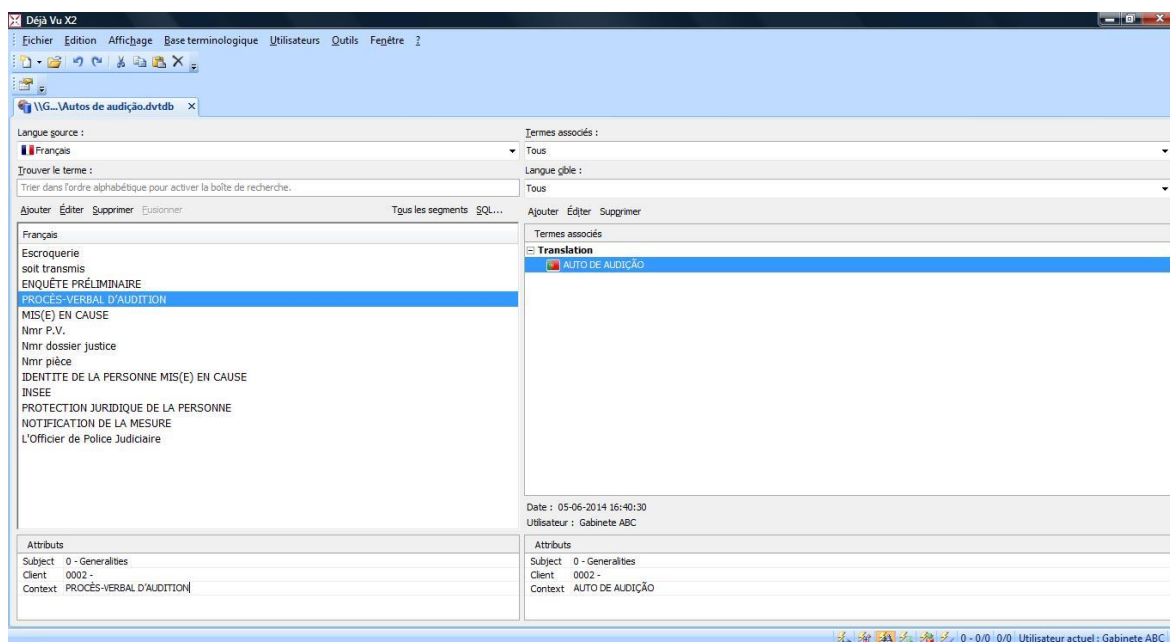 Déjà Vu X2
Fichier Edition Affichage Base terminologique Utilisateurs Outils Fenêtre ?
\\G...\Autos de audição.dvtdb ×
Langue source :
Français
Trouver le terme :
Trier dans l'ordre alphabétique pour activer la boîte de recherche.
Ajouter Éditer Supprimer Fusionner Tous les segments SQL...
Français
Escroquerie
soit transmis
ENQUÊTE PRÉLIMINAIRE
PROCÈS-VERBAL D'AUDITION
MIS(E) EN CAUSE
Nmr P.V.
Nmr dossier justice
Nmr pièce
IDENTITE DE LA PERSONNE MIS(E) EN CAUSE
INSEE
PROTECTION JURIDIQUE DE LA PERSONNE
NOTIFICATION DE LA MESURE
L'Officier de Police Judiciaire
Attributs
Subject 0 - Generalities
Client 0002 -
Context PROCÈS-VERBAL D'AUDITION
Termes associés :
Tous
Langue cible :
Tous
Ajouter Éditer Supprimer
Termes associés
Translation
AUTO DE AUDIÇÃO
Date : 05-06-2014 16:40:30
Utilisateur : Gabinete ABC
Attributs
Subject 0 - Generalities
Client 0002 -
Context AUTO DE AUDIÇÃO
0 - 0/0 0/0 Utilisateur actuel : Gabinete ABC